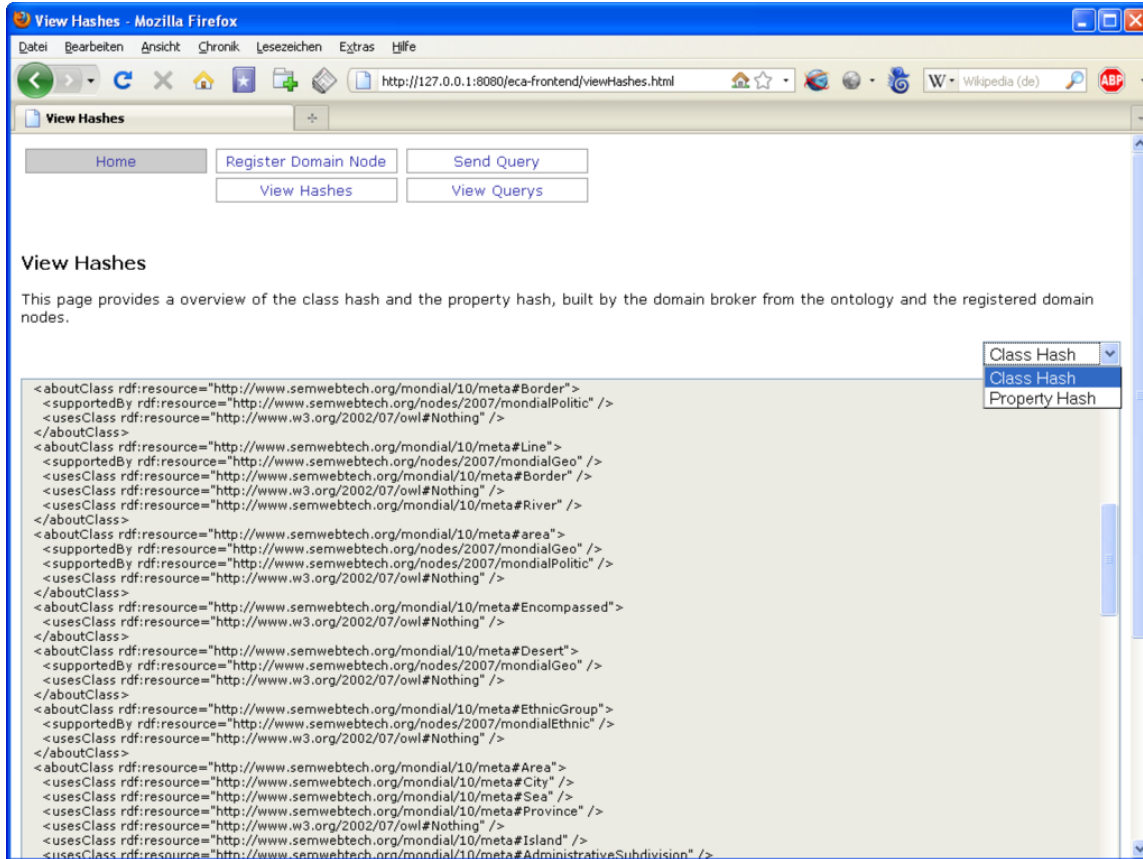 View Hashes - Mozilla Firefox
Datei Bearbeiten Ansicht Chronik Lesezeichen Extras Hilfe
http://127.0.0.1:8080/eca-frontend/viewHashes.html W Wikipedia (de) ABP
View Hashes
Home Register Domain Node Send Query
View Hashes View Querys
View Hashes
This page provides a overview of the class hash and the property hash, built by the domain broker from the ontology and the registered domain
nodes.
Class Hash
Class Hash
Property Hash
<aboutClass rdf:resource="http://www.semwebtech.org/mondial/10/meta#Border">
<supportedBy rdf:resource="http://www.semwebtech.org/nodes/2007/mondialPolitic" />
<usesClass rdf:resource="http://www.w3.org/2002/07/owl#Nothing" />
</aboutClass>
<aboutClass rdf:resource="http://www.semwebtech.org/mondial/10/meta#Line">
<supportedBy rdf:resource="http://www.semwebtech.org/nodes/2007/mondialGeo" />
<usesClass rdf:resource="http://www.semwebtech.org/mondial/10/meta#Border" />
<usesClass rdf:resource="http://www.w3.org/2002/07/owl#Nothing" />
<usesClass rdf:resource="http://www.semwebtech.org/mondial/10/meta#River" />
</aboutClass>
<aboutClass rdf:resource="http://www.semwebtech.org/mondial/10/meta#area">
<supportedBy rdf:resource="http://www.semwebtech.org/nodes/2007/mondialGeo" />
<supportedBy rdf:resource="http://www.semwebtech.org/nodes/2007/mondialPolitic" />
<usesClass rdf:resource="http://www.w3.org/2002/07/owl#Nothing" />
</aboutClass>
<aboutClass rdf:resource="http://www.semwebtech.org/mondial/10/meta#Encompassed">
<usesClass rdf:resource="http://www.w3.org/2002/07/owl#Nothing" />
</aboutClass>
<aboutClass rdf:resource="http://www.semwebtech.org/mondial/10/meta#Desert">
<supportedBy rdf:resource="http://www.semwebtech.org/nodes/2007/mondialGeo" />
<usesClass rdf:resource="http://www.w3.org/2002/07/owl#Nothing" />
</aboutClass>
<aboutClass rdf:resource="http://www.semwebtech.org/mondial/10/meta#EthnicGroup">
<supportedBy rdf:resource="http://www.semwebtech.org/nodes/2007/mondialEthnic" />
<usesClass rdf:resource="http://www.w3.org/2002/07/owl#Nothing" />
</aboutClass>
<aboutClass rdf:resource="http://www.semwebtech.org/mondial/10/meta#Area">
<usesClass rdf:resource="http://www.semwebtech.org/mondial/10/meta#City" />
<usesClass rdf:resource="http://www.semwebtech.org/mondial/10/meta#Sea" />
<usesClass rdf:resource="http://www.semwebtech.org/mondial/10/meta#Province" />
<usesClass rdf:resource="http://www.w3.org/2002/07/owl#Nothing" />
<usesClass rdf:resource="http://www.semwebtech.org/mondial/10/meta#Island" />
<usesClass rdf:resource="http://www.semwebtech.org/mondial/10/meta#AdministrativeSubdivision" />